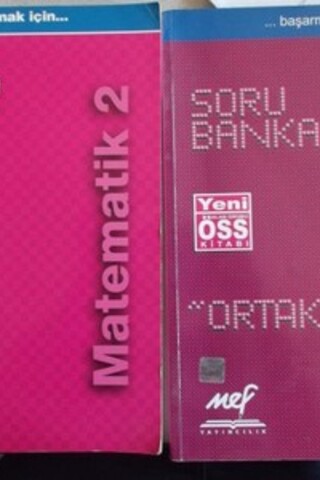 mak için...
Matematik 2
... başarm
SORU
BANKA
Yeni
ÖSS
KİTABI
"ORTAK
mef
YAYINCILIK